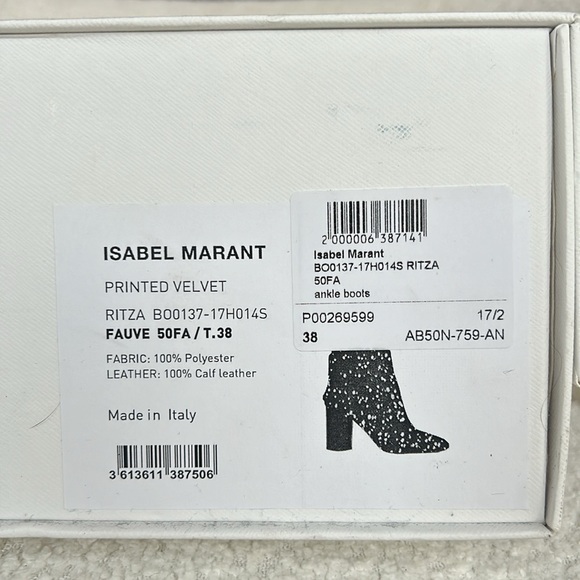 ISABEL MARANT
PRINTED VELVET
RITZA BO0137-17H014S
FAUVE 50FA / T.38
FABRIC: 100% Polyester
LEATHER: 100% Calf leather
Made in Italy
3 613611 387506
2 000006 387141
Isabel Marant
BO0137-17H014S RITZA
50FA
ankle boots
P00269599 17/2
38 AB50N-759-AN